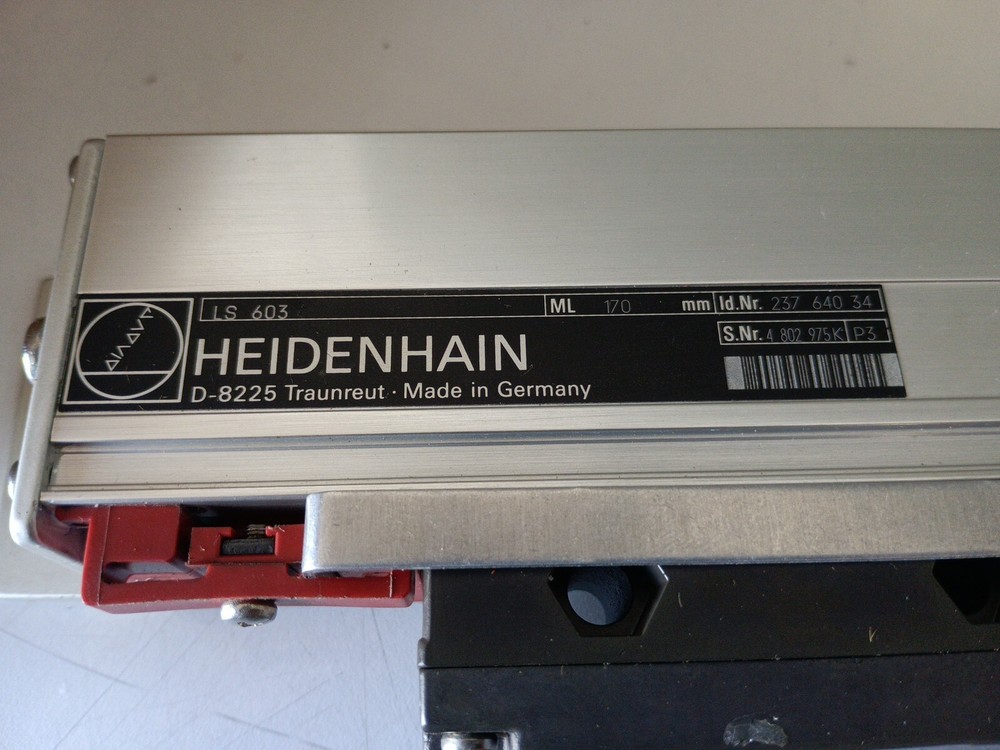 LS 603 ML 170 mm Id.Nr. 237 640 34
S.Nr. 4 802 975K P3
HEIDENHAIN
D-8225 Traunreut · Made in Germany